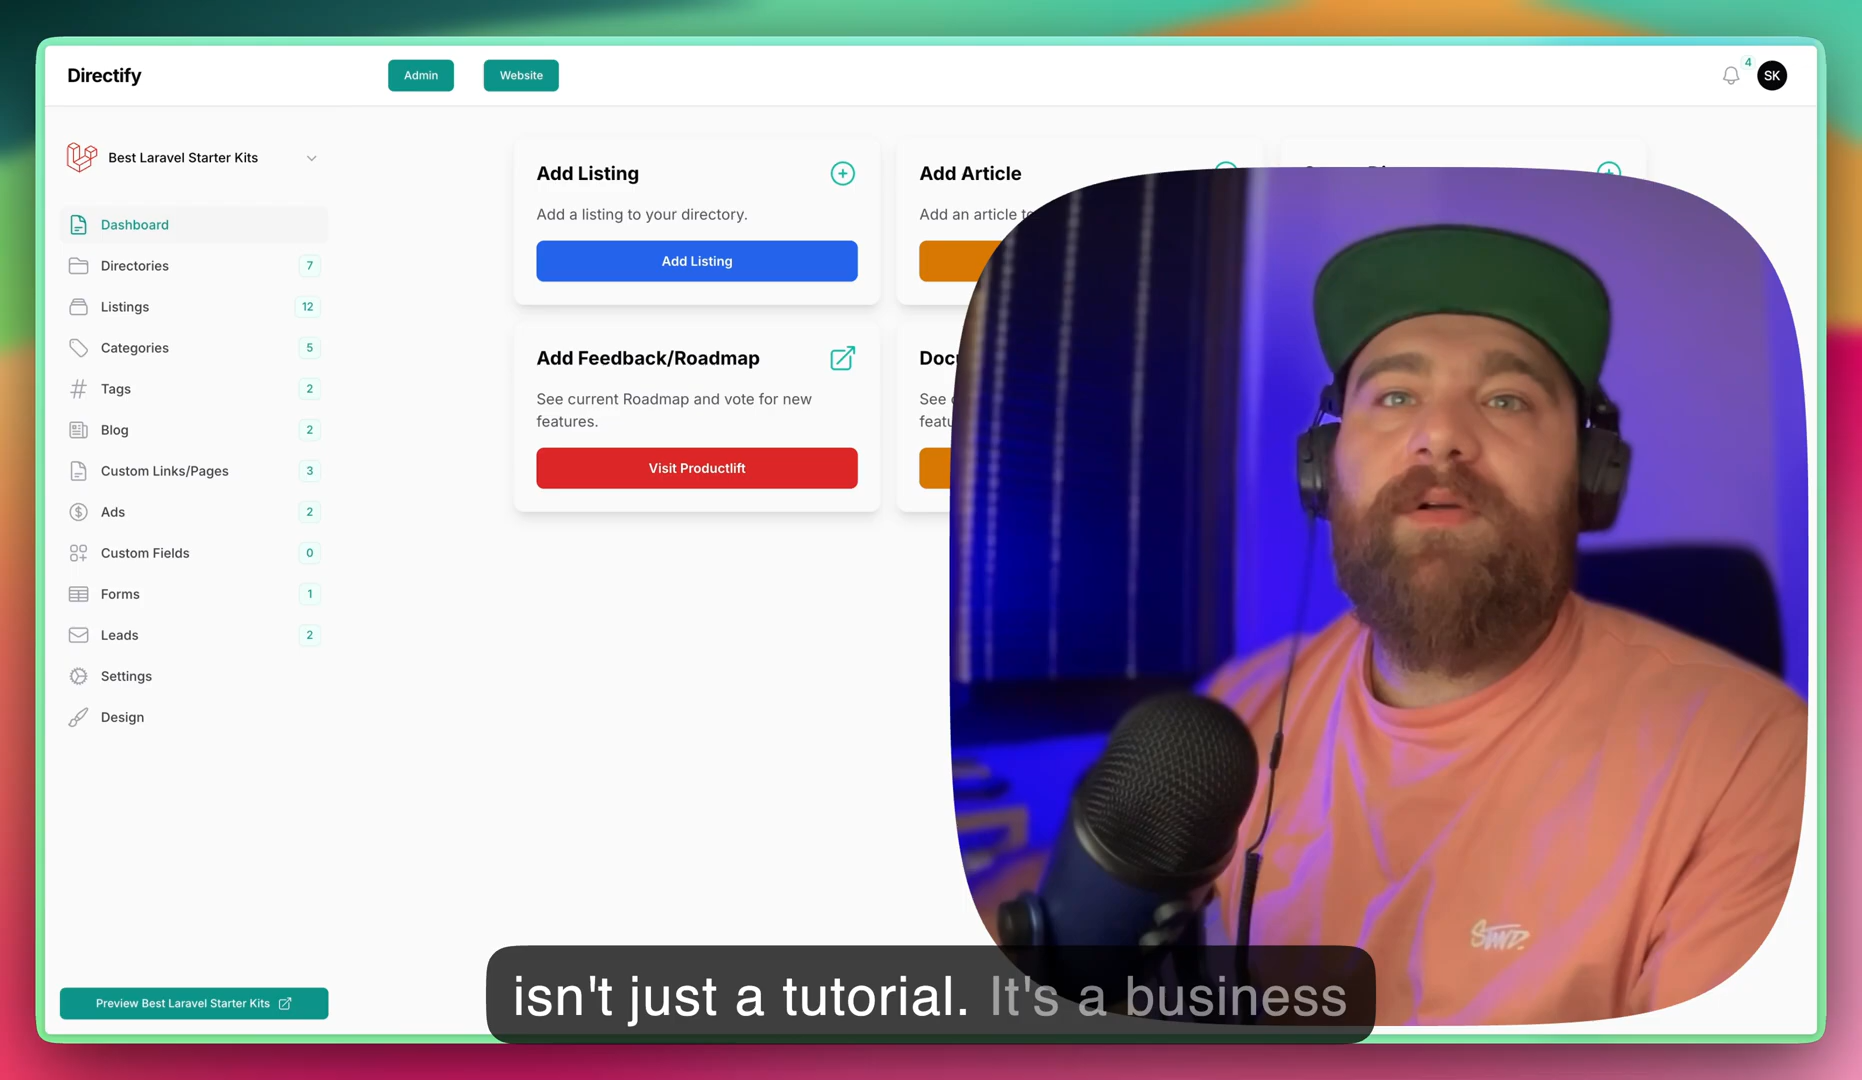 Directify
Admin
Website
4
SK
Best Laravel Starter Kits
Dashboard
Directories 7
Listings 12
Categories 5
Tags 2
Blog 2
Custom Links/Pages 3
Ads 2
Custom Fields 0
Forms 1
Leads 2
Settings
Design
Preview Best Laravel Starter Kits
Add Listing
Add a listing to your directory.
Add Listing
Add Article
Add an article
Add Feedback/Roadmap
See current Roadmap and vote for new
features.
Visit Productlift
See
STWD.
isn't just a tutorial. It's a business